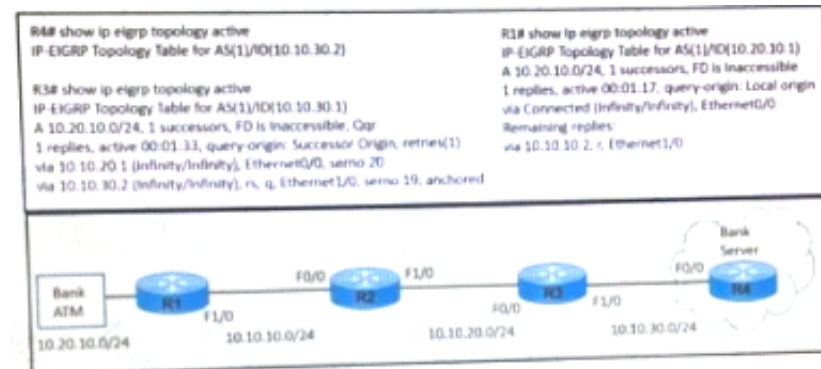 R4# show ip eigrp topology active
IP-EIGRP Topology Table for AS(1)/ID(10.10.30.2)
R3# show ip eigrp topology active
IP-EIGRP Topology Table for AS(1)/ID(10.10.30.1)
A 10.20.10.0/24, 1 successors, FD is Inaccessible, Qqr
1 replies, active 00:01:33, query-origin: Successor Origin, retries(1)
via 10.10.20.1 (Infinity/Infinity), Ethernet0/0, serno 20
via 10.10.30.2 (Infinity/Infinity), rs, q, Ethernet1/0, serno 19, anchored
R1# show ip eigrp topology active
IP-EIGRP Topology Table for AS(1)/ID(10.20.10.1)
A 10.20.10.0/24, 1 successors, FD is Inaccessible
1 replies, active 00:01:17, query-origin: Local origin
via Connected (Infinity/Infinity), Ethernet0/0
Remaining replies:
via 10.10.10.2, r, Ethernet1/0
Bank
Server
Bank
ATM
R1
F1/0
F0/0
R2
F1/0
F0/0
R3
F1/0
F0/0
R4
10.20.10.0/24
10.10.10.0/24
10.10.20.0/24
10.10.30.0/24